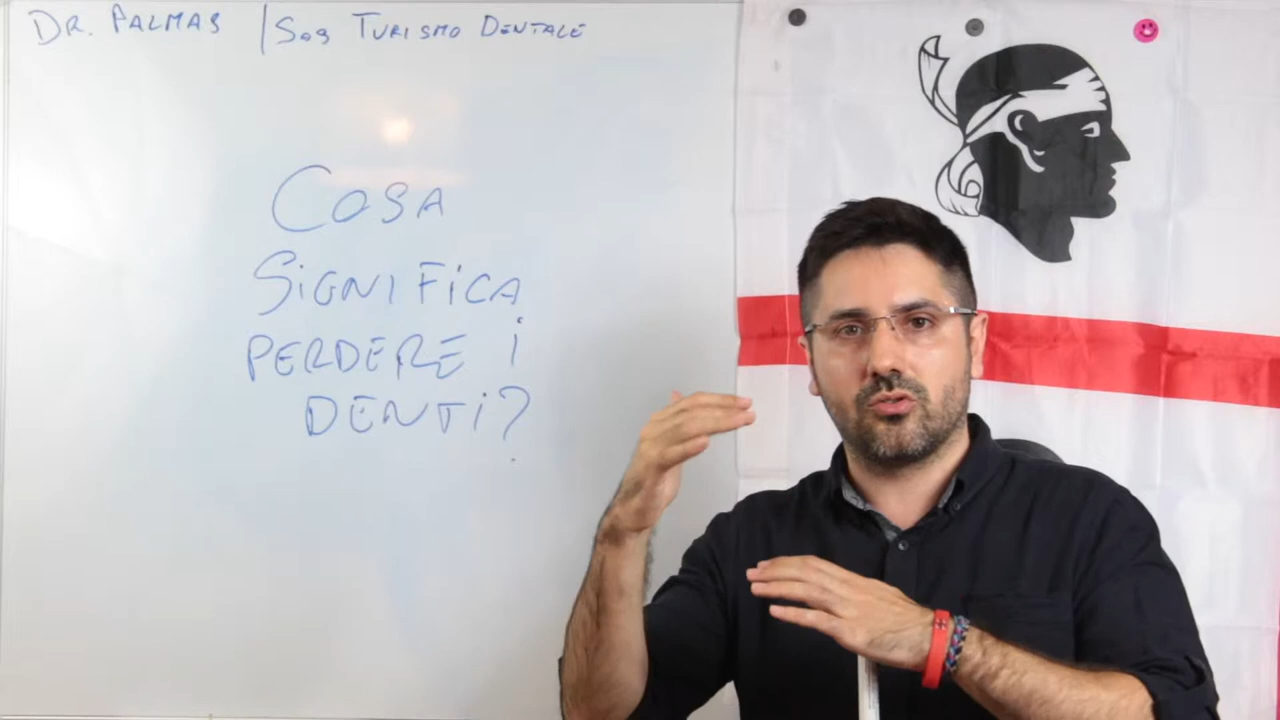 DR. PALMAS / SOS TURISMO DENTALE
COSA
SIGNIFICA
PERDERE I
DENTI?